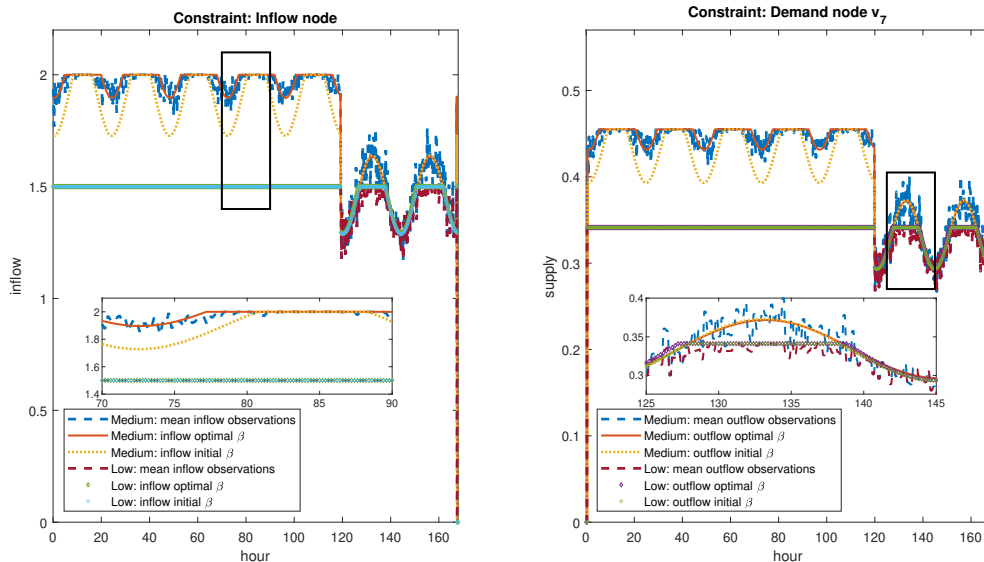 Constraint: Inflow node
2
1.5
1
0.5
0
inflow
2
1.8
1.6
1.4
70 75 80 85 90
Medium: mean inflow observations
Medium: inflow optimal β
Medium: inflow initial β
Low: mean inflow observations
Low: inflow optimal β
Low: inflow initial β
0 20 40 60 80 100 120 140 160
hour
Constraint: Demand node v7
0.5
0.4
0.3
0.2
0.1
0
supply
0.4
0.35
0.3
125 130 135 140 145
Medium: mean outflow observations
Medium: outflow optimal β
Medium: outflow initial β
Low: mean outflow observations
Low: outflow optimal β
Low: outflow initial β
0 20 40 60 80 100 120 140 160
hour